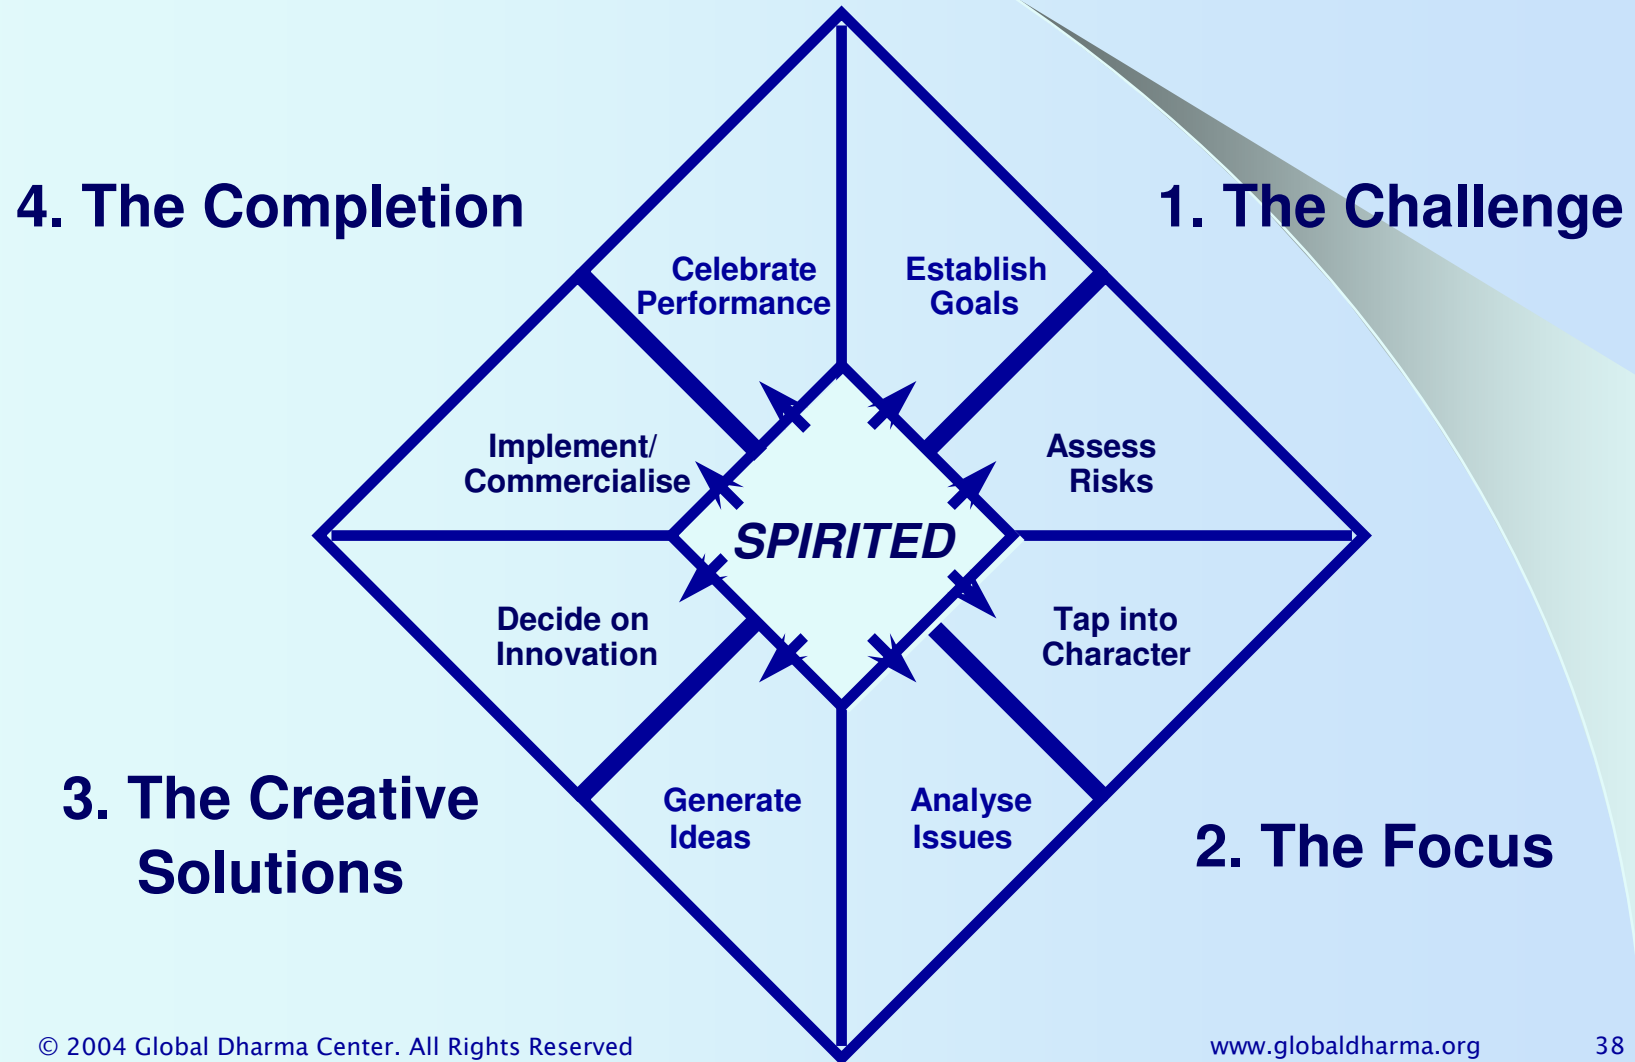 4. The Completion
1. The Challenge
Celebrate
Performance
Establish
Goals
Implement/
Commercialise
Assess
Risks
SPIRITED
Decide on
Innovation
Tap into
Character
3. The Creative
Solutions
Generate
Ideas
Analyse
Issues
2. The Focus
© 2004 Global Dharma Center. All Rights Reserved
www.globaldharma.org
38